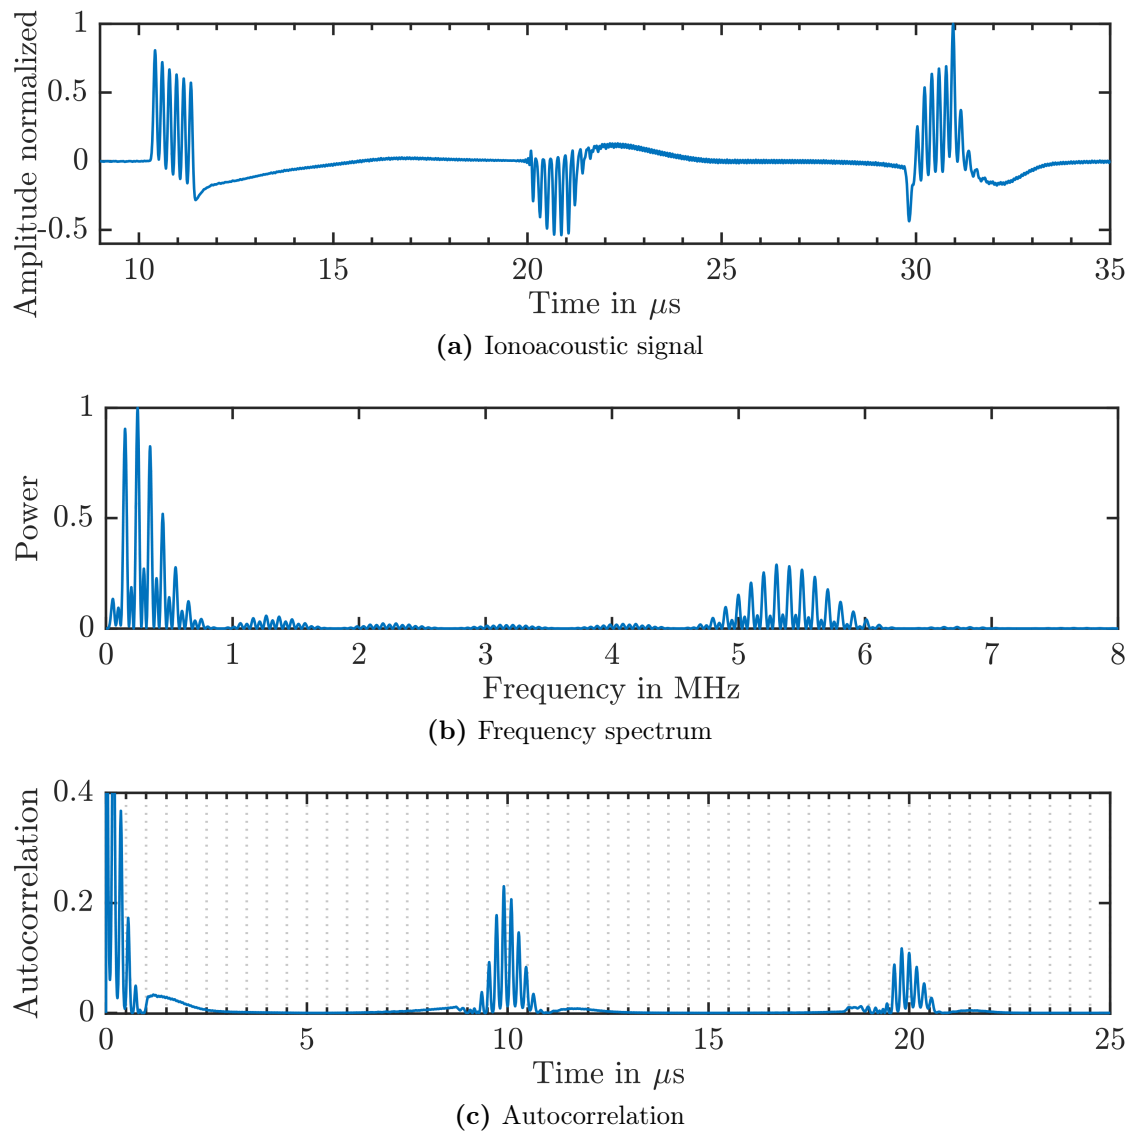 Amplitude normalized
1
0.5
0
-0.5
10 15 20 25 30 35
Time in μs
(a) Ionoacoustic signal
Power
1
0.5
0
0 1 2 3 4 5 6 7 8
Frequency in MHz
(b) Frequency spectrum
Autocorrelation
0.4
0.2
0
0 5 10 15 20 25
Time in μs
(c) Autocorrelation